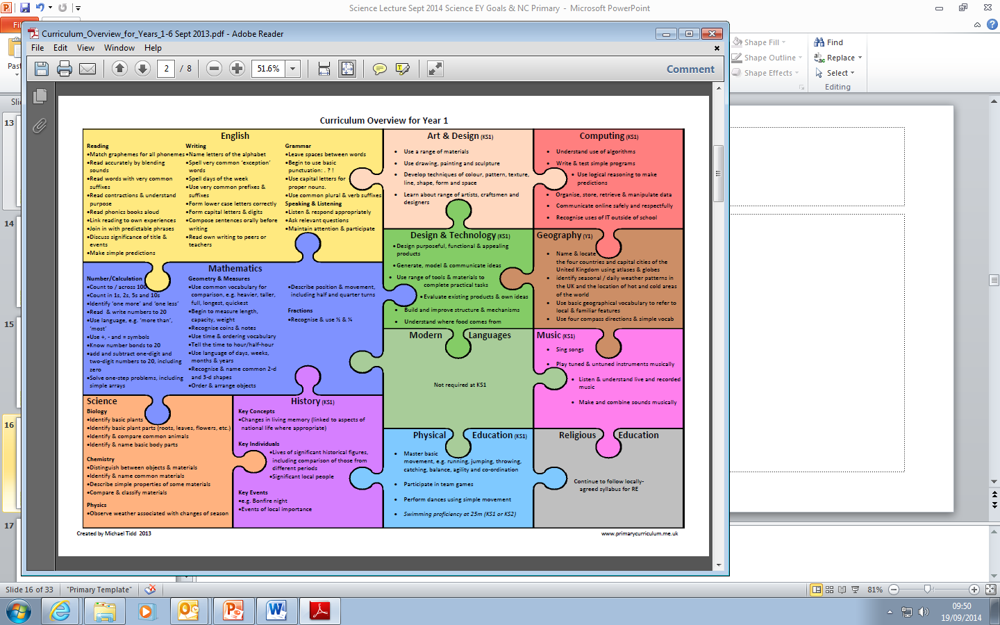 Science Lecture Sept 2014 Science EY Goals & NC Primary - Microsoft PowerPoint
Curriculum_Overview_for_Years_1-6 Sept 2013.pdf - Adobe Reader
File Edit View Window Help
2 / 8 51.6% Comment
Shape Fill
Shape Outline
Shape Effects
Find
Replace
Select
Editing
13
14
15
16
17
Curriculum Overview for Year 1
English
Reading
•Match graphemes for all phonemes
•Read accurately by blending
sounds
•Read words with very common
suffixes
•Read contractions & understand
purpose
•Read phonics books aloud
•Link reading to own experiences
•Join in with predictable phrases
•Discuss significance of title &
events
•Make simple predictions
Writing
•Name letters of the alphabet
•Spell very common ‘exception’
words
•Spell days of the week
•Use very common prefixes &
suffixes
•Form lower case letters correctly
•Form capital letters & digits
•Compose sentences orally before
writing
•Read own writing to peers or
teachers
Grammar
•Leave spaces between words
•Begin to use basic
punctuation: . ? !
•Use capital letters for
proper nouns.
•Use common plural & verb suffixes
Speaking & Listening
•Listen & respond appropriately
•Ask relevant questions
•Maintain attention & participate
Art & Design (KS1)
• Use a range of materials
• Use drawing, painting and sculpture
• Develop techniques of colour, pattern, texture,
line, shape, form and space
• Learn about range of artists, craftsmen and
designers
Computing (KS1)
• Understand use of algorithms
• Write & test simple programs
• Use logical reasoning to make
predictions
• Organise, store, retrieve & manipulate data
• Communicate online safely and respectfully
• Recognise uses of IT outside of school
Mathematics
Number/Calculation
•Count to / across 100
•Count in 1s, 2s, 5s and 10s
•Identify ‘one more’ and ‘one less’
•Read & write numbers to 20
•Use language, e.g. ‘more than’,
‘most’
•Use +, - and = symbols
•Know number bonds to 20
•add and subtract one-digit and
two-digit numbers to 20, including
zero
•Solve one-step problems, including
simple arrays
Geometry & Measures
•Use common vocabulary for
comparison, e.g. heavier, taller,
full, longest, quickest
•Begin to measure length,
capacity, weight
•Recognise coins & notes
•Use time & ordering vocabulary
•Tell the time to hour/half-hour
•Use language of days, weeks,
months & years
•Recognise & name common 2-d
and 3-d shapes
•Order & arrange objects
•Describe position & movement,
including half and quarter turns
Fractions
•Recognise & use ½ & ¼
Design & Technology (KS1)
•Design purposeful, functional & appealing
products
•Generate, model & communicate ideas
• Use range of tools & materials to
complete practical tasks
•Evaluate existing products & own ideas
• Build and improve structure & mechanisms
• Understand where food comes from
Geography (Y1)
• Name & locate
the four countries and capital cities of the
United Kingdom using atlases & globes
• identify seasonal / daily weather patterns in
the UK and the location of hot and cold areas
of the world
• Use basic geographical vocabulary to refer to
local & familiar features
• Use four compass directions & simple vocab
Modern Languages
Not required at KS1
Music (KS1)
• Sing songs
• Play tuned & untuned instruments musically
• Listen & understand live and recorded
music
• Make and combine sounds musically
Science
Biology
•Identify basic plants
•Identify basic plant parts (roots, leaves, flowers, etc.)
•Identify & compare common animals
•Identify & name basic body parts
Chemistry
•Distinguish between objects & materials
•Identify & name common materials
•Describe simple properties of some materials
•Compare & classify materials
Physics
•Observe weather associated with changes of season
History (KS1)
Key Concepts
•Changes in living memory (linked to aspects of
national life where appropriate)
Key Individuals
•Lives of significant historical figures,
including comparison of those from
different periods
•Significant local people
Key Events
•e.g. Bonfire night
•Events of local importance
Physical Education (KS1)
• Master basic
movement, e.g. running, jumping, throwing,
catching, balance, agility and co-ordination
• Participate in team games
• Perform dances using simple movement
• Swimming proficiency at 25m (KS1 or KS2)
Religious Education
Continue to follow locally-
agreed syllabus for RE
Created by Michael Tidd 2013
www.primarycurriculum.me.uk
Slide 16 of 33 "Primary Template" 81%
09:50
19/09/2014